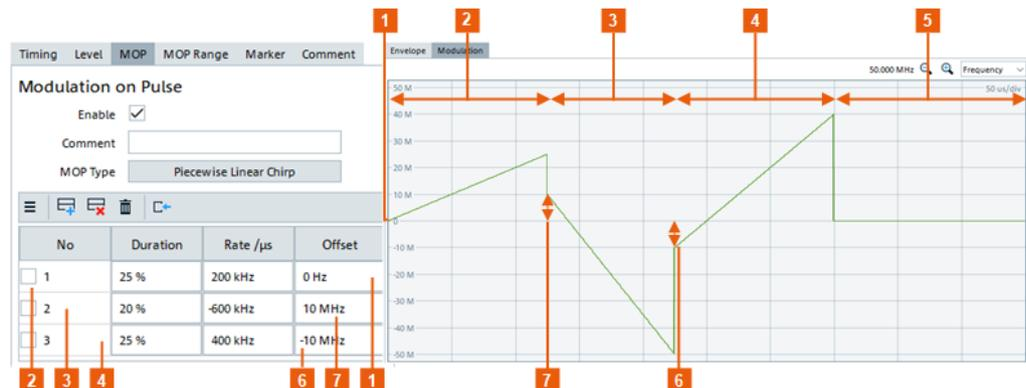 1 2 3 4 5
Timing Level MOP MOP Range Marker Comment
Modulation on Pulse
Enable
Comment
MOP Type Piecewise Linear Chirp
No Duration Rate /µs Offset
1 25 % 200 kHz 0 Hz
2 20 % -600 kHz 10 MHz
3 25 % 400 kHz -10 MHz
2 3 4 6 7 1
Envelope Modulation
50.000 MHz Frequency
50 M 50 us/div
40 M
30 M
20 M
10 M
0
-10 M
-20 M
-30 M
-40 M
-50 M
7 6